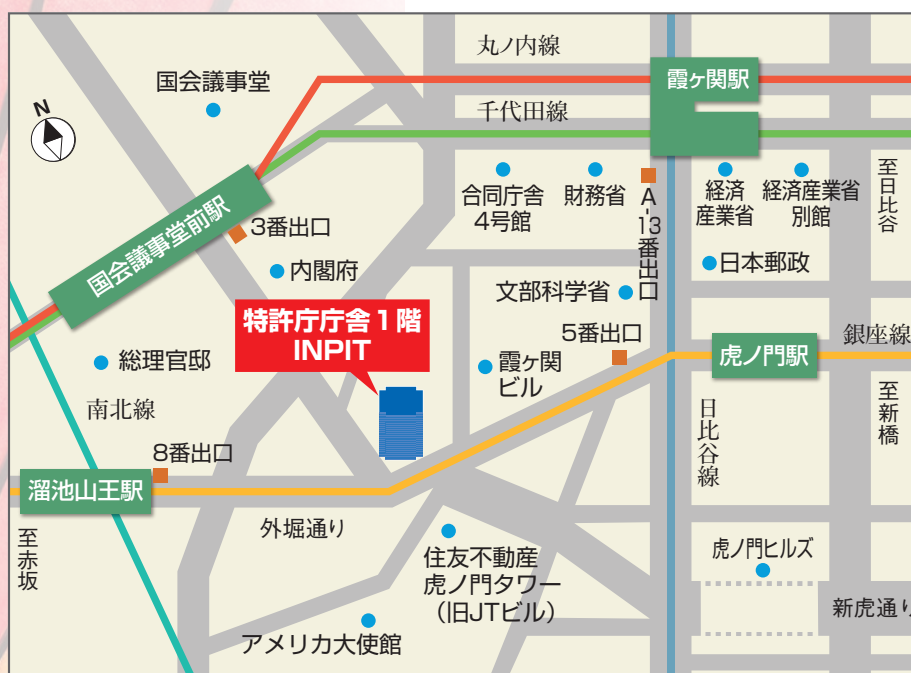 丸ノ内線
国会議事堂
霞ヶ関駅
N
千代田線
合同庁舎
4号館
財務省
A-13番出口
経済
産業省
経済産業省
別館
至日比谷
国会議事堂前駅
3番出口
内閣府
日本郵政
文部科学省
特許庁庁舎1階
INPIT
5番出口
銀座線
虎ノ門駅
総理官邸
霞ヶ関
ビル
至新橋
南北線
日比谷線
8番出口
溜池山王駅
外堀通り
至赤坂
住友不動産
虎ノ門タワー
(旧JTビル)
虎ノ門ヒルズ
新虎通り
アメリカ大使館